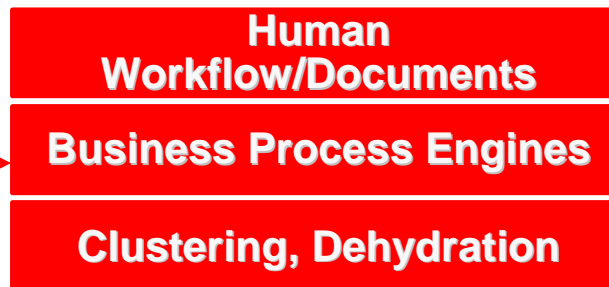 Human
Workflow/Documents
Business Process Engines
Clustering, Dehydration